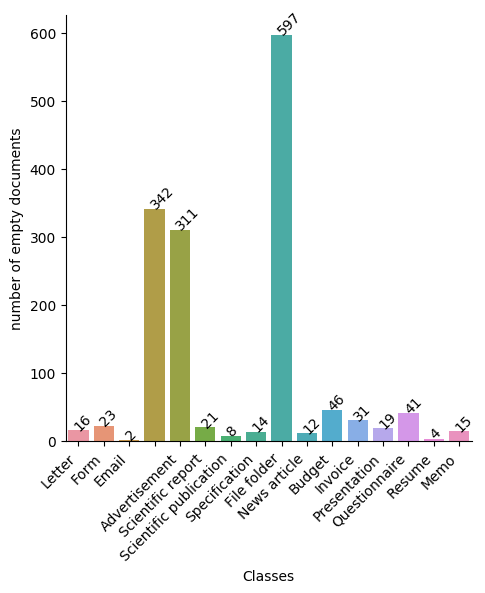 number of empty documents
600
500
400
300
200
100
0
16
23
2
342
311
21
8
14
597
12
46
31
19
41
4
15
Letter
Form
Email
Advertisement
Scientific report
Scientific publication
Specification
File folder
News article
Budget
Invoice
Presentation
Questionnaire
Resume
Memo
Classes